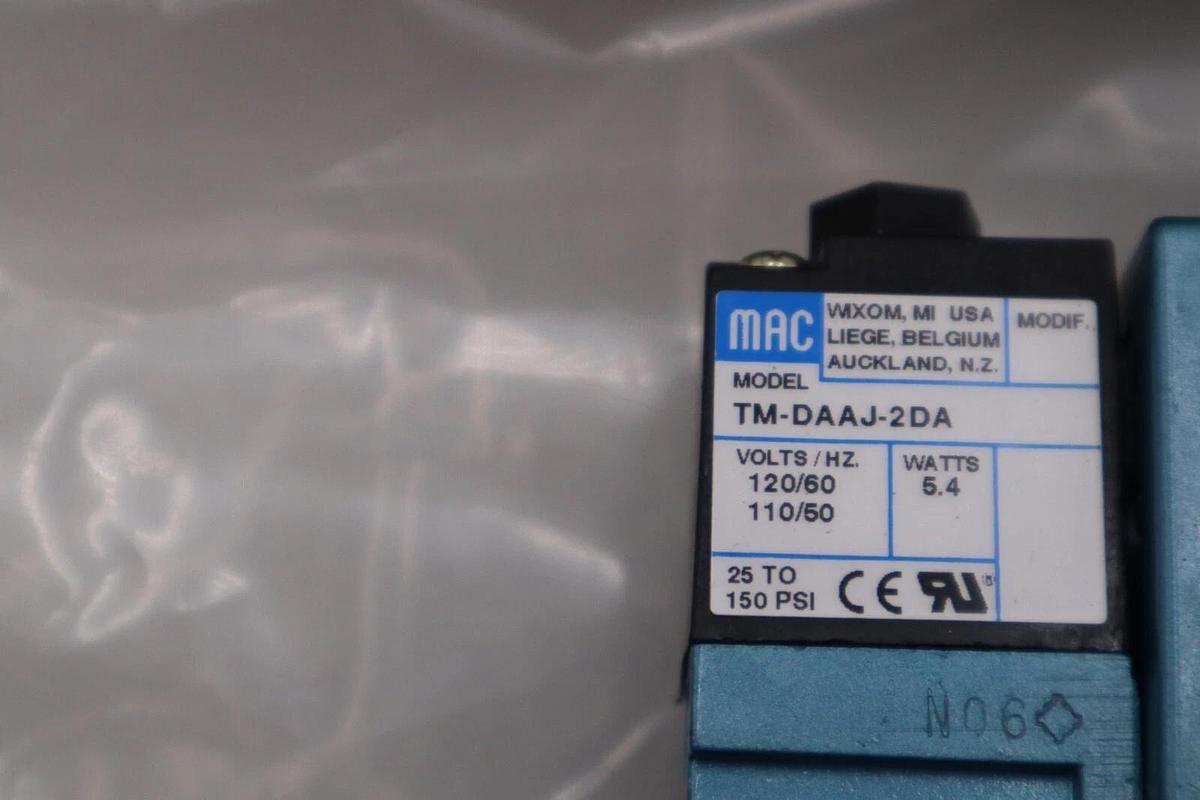 MAC
WIXOM, MI USA
LIEGE, BELGIUM
AUCKLAND, N.Z.
MODIF.
MODEL
TM-DAAJ-2DA
VOLTS / HZ.
120/60
110/50
WATTS
5.4
25 TO
150 PSI
CE RU ®
N06